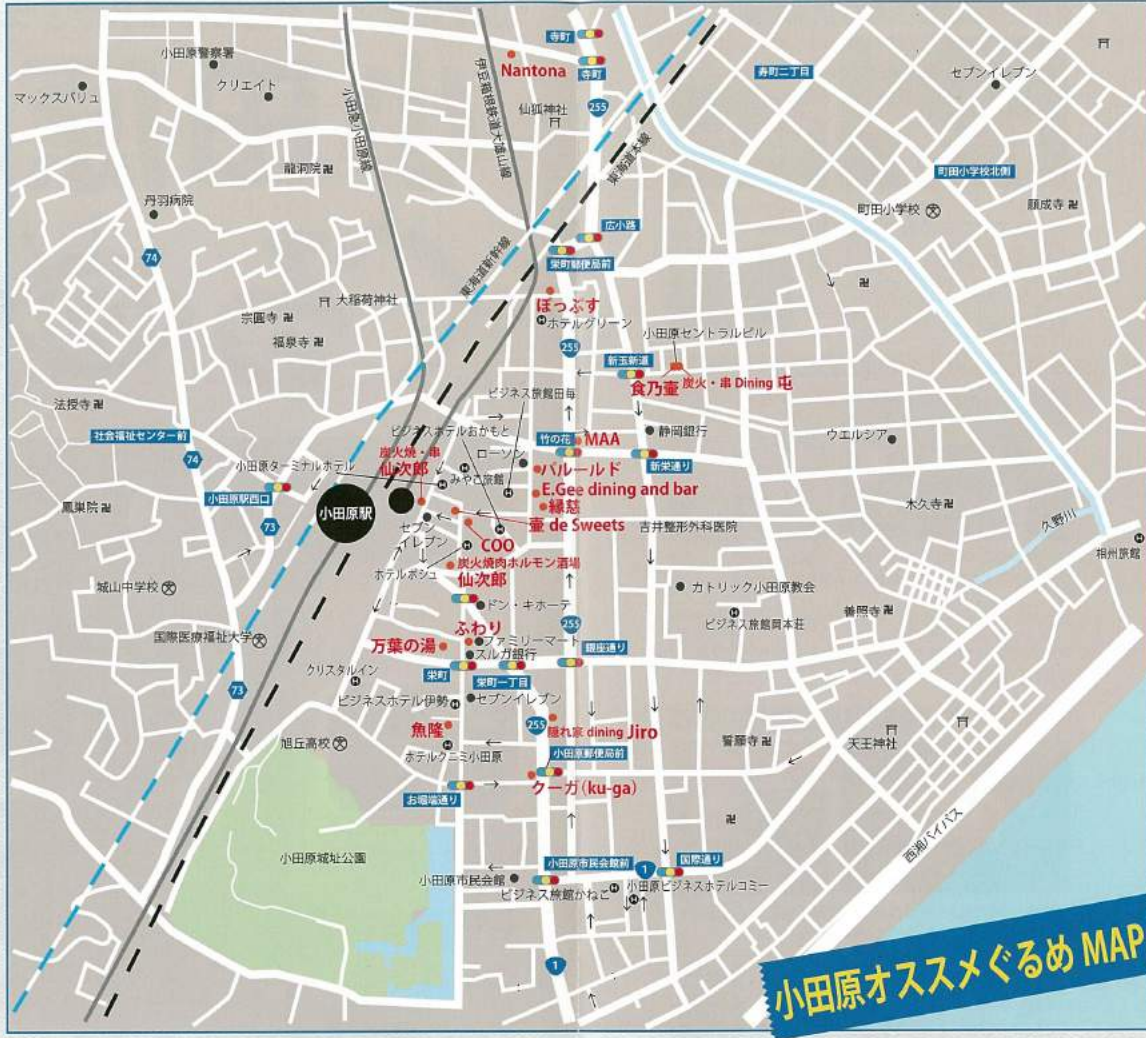 寺町
小田原警察署
Nantona
寺町
寿町二丁目
セブンイレブン
マックスバリュ
クリエイト
小田急小田原線
伊豆箱根鉄道大雄山線
仙狐神社
255
東海道本線
龍洞院
町田小学校北側
丹羽病院
町田小学校
願成寺
広小路
74
栄町郵便局前
東海道新幹線
大稲荷神社
ぽっぷす
宗圓寺
ホテルグリーン
小田原セントラルビル
福泉寺
255
新玉新道
食乃壷
炭火・串 Dining 屯
ビジネス旅館田毎
法授寺
社会福祉センター前
ビジネスホテルおかもと
竹の花
MAA
静岡銀行
ウエルシア
74
小田原ターミナルホテル
炭火焼・串
仙次郎
ローソン
新栄通り
みやこ旅館
バルールド
小田原駅西口
E.Gee dining and bar
鳳巣院
小田原駅
縁慈
木久寺
73
セブン
イレブン
壷 de Sweets
吉井整形外科医院
久野川
COO
相州旅館
ホテルポシュ
炭火焼肉ホルモン酒場
仙次郎
城山中学校
カトリック小田原教会
ドン・キホーテ
善照寺
ビジネス旅館岡本荘
ふわり
255
国際医療福祉大学
万葉の湯
ファミリーマート
スルガ銀行
銀座通り
クリスタルイン
栄町
栄町一丁目
73
ビジネスホテル伊勢
セブンイレブン
魚隆
255
隠れ家 dining Jiro
旭丘高校
誓願寺
天王神社
ホテルクニミ小田原
小田原郵便局前
お堀端通り
クーガ(ku-ga)
西湘バイパス
小田原城址公園
小田原市民会館前
1
国際通り
小田原市民会館
ビジネス旅館かねこ
小田原ビジネスホテルコミー
1
小田原オススメぐるめ MAP